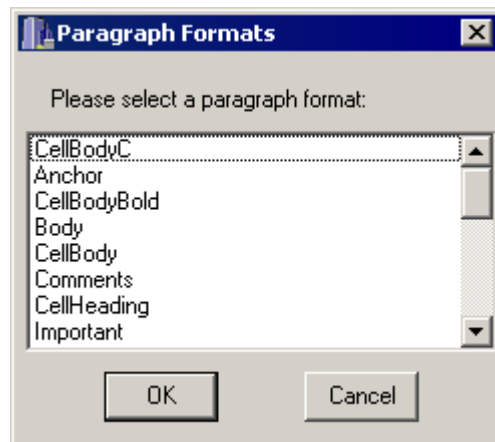 Paragraph Formats
Please select a paragraph format:
CellBodyC
Anchor
CellBodyBold
Body
CellBody
Comments
CellHeading
Important
OK
Cancel